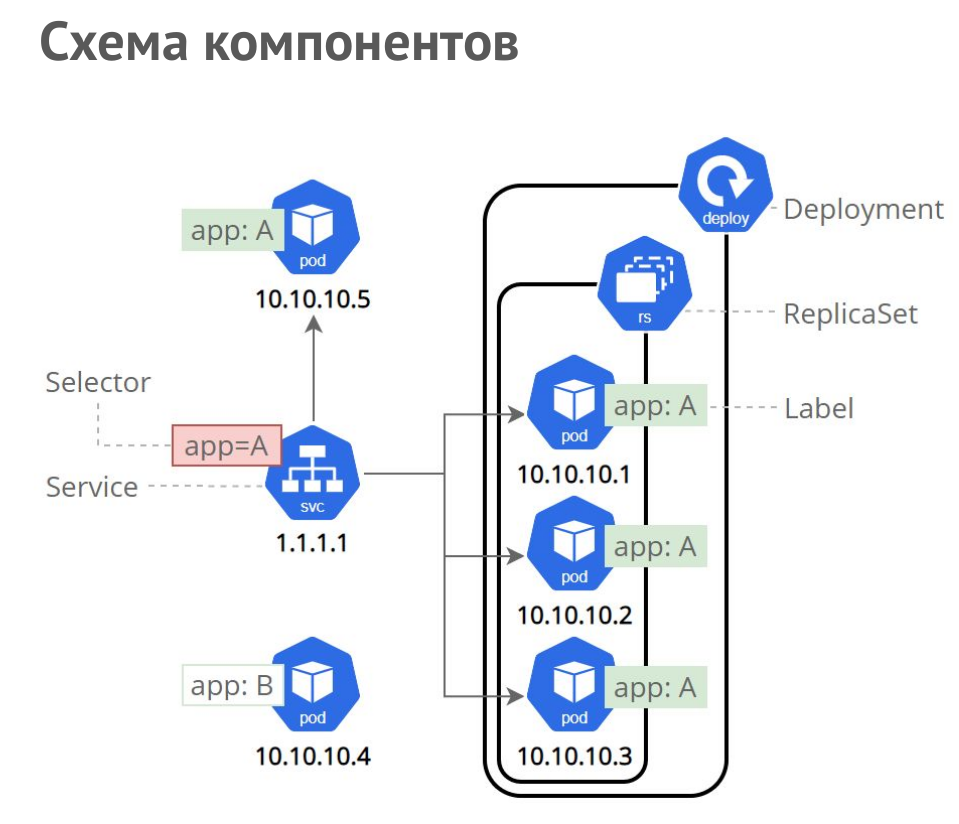 Схема компонентов
deploy
Deployment
app: A
pod
10.10.10.5
rs
ReplicaSet
Selector
app=A
Service
svc
1.1.1.1
pod
app: A
Label
10.10.10.1
pod
app: A
10.10.10.2
app: B
pod
10.10.10.4
pod
app: A
10.10.10.3